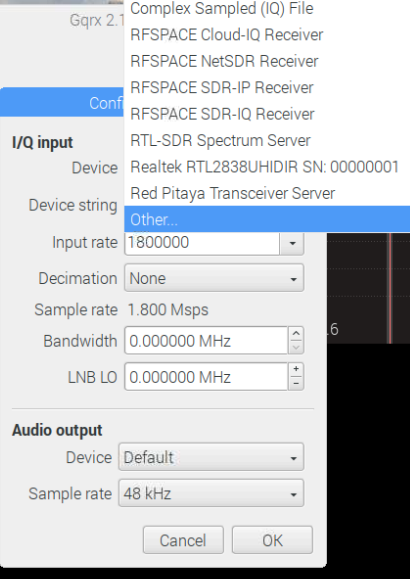 Complex Sampled (IQ) File
Gqrx 2.1
RFSPACE Cloud-IQ Receiver
RFSPACE NetSDR Receiver
RFSPACE SDR-IP Receiver
Confi
RFSPACE SDR-IQ Receiver
I/Q input
RTL-SDR Spectrum Server
Device
Realtek RTL2838UHIDIR SN: 00000001
Red Pitaya Transceiver Server
Device string
Other...
Input rate 1800000
Decimation None
Sample rate 1.800 Msps
.6
Bandwidth 0.000000 MHz
LNB LO 0.000000 MHz
Audio output
Device Default
Sample rate 48 kHz
Cancel OK